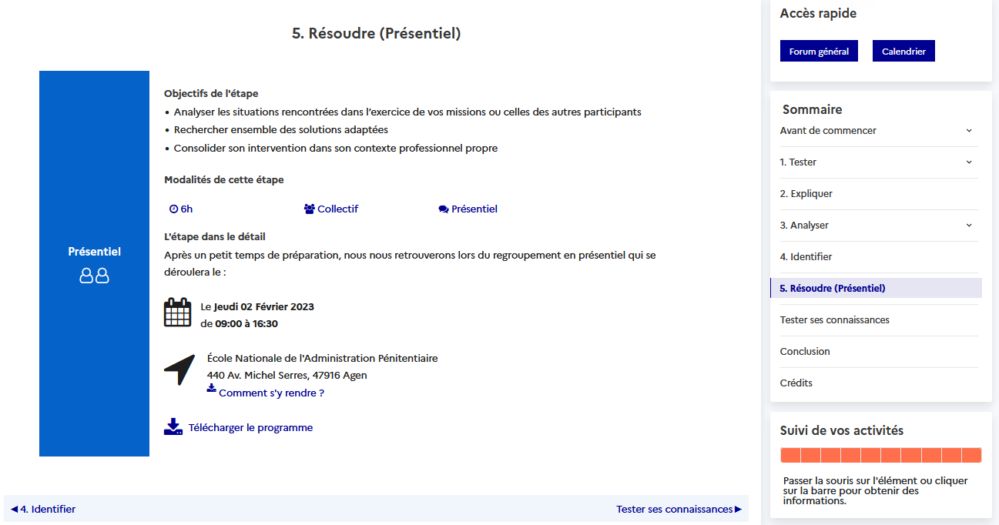 5. Résoudre (Présentiel)
Présentiel
Objectifs de l'étape
• Analyser les situations rencontrées dans l’exercice de vos missions ou celles des autres participants
• Rechercher ensemble des solutions adaptées
• Consolider son intervention dans son contexte professionnel propre
Modalités de cette étape
6h
Collectif
Présentiel
L'étape dans le détail
Après un petit temps de préparation, nous nous retrouverons lors du regroupement en présentiel qui se
déroulera le :
Le Jeudi 02 Février 2023
de 09:00 à 16:30
École Nationale de l'Administration Pénitentiaire
440 Av. Michel Serres, 47916 Agen
Comment s'y rendre ?
Télécharger le programme
◀ 4. Identifier
Tester ses connaissances ▶
Accès rapide
Forum général
Calendrier
Sommaire
Avant de commencer
1. Tester
2. Expliquer
3. Analyser
4. Identifier
5. Résoudre (Présentiel)
Tester ses connaissances
Conclusion
Crédits
Suivi de vos activités
Passer la souris sur l'élément ou cliquer
sur la barre pour obtenir des
informations.